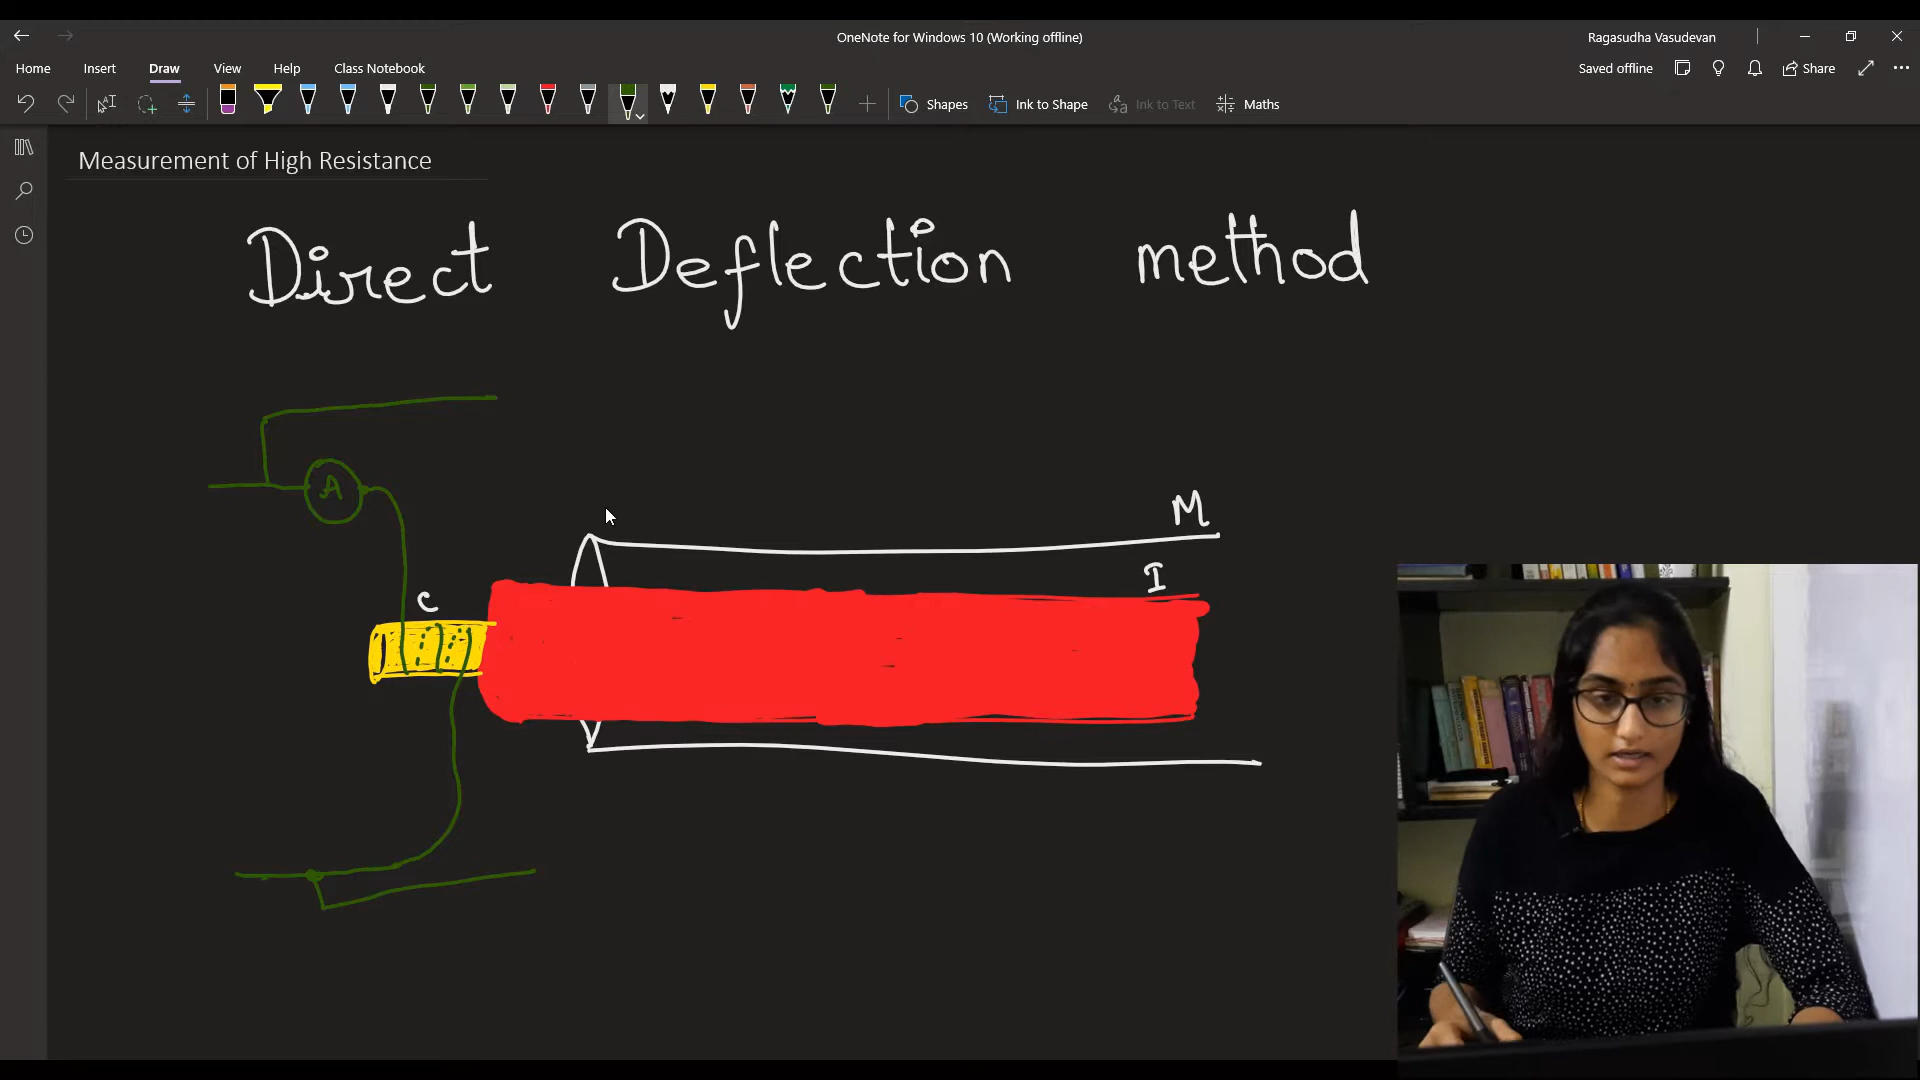 OneNote for Windows 10 (Working offline)
Ragasudha Vasudevan
Home Insert Draw View Help Class Notebook
Saved offline
Share
Shapes
Ink to Shape
Ink to Text
Maths
Measurement of High Resistance
Direct Deflection method
A
M
I
C